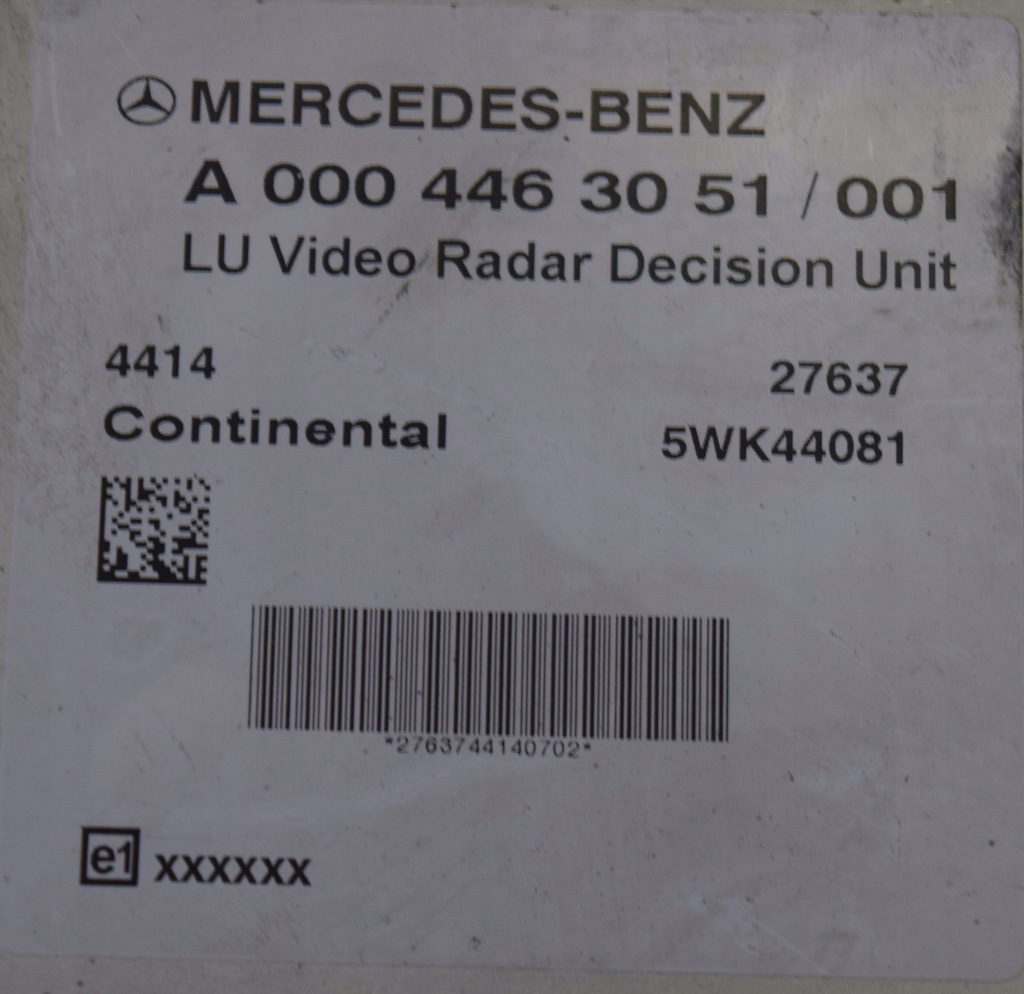 MERCEDES-BENZ
A 000 446 30 51 / 001
LU Video Radar Decision Unit
4414 27637
Continental 5WK44081
*2763744140702*
e1 xxxxxx